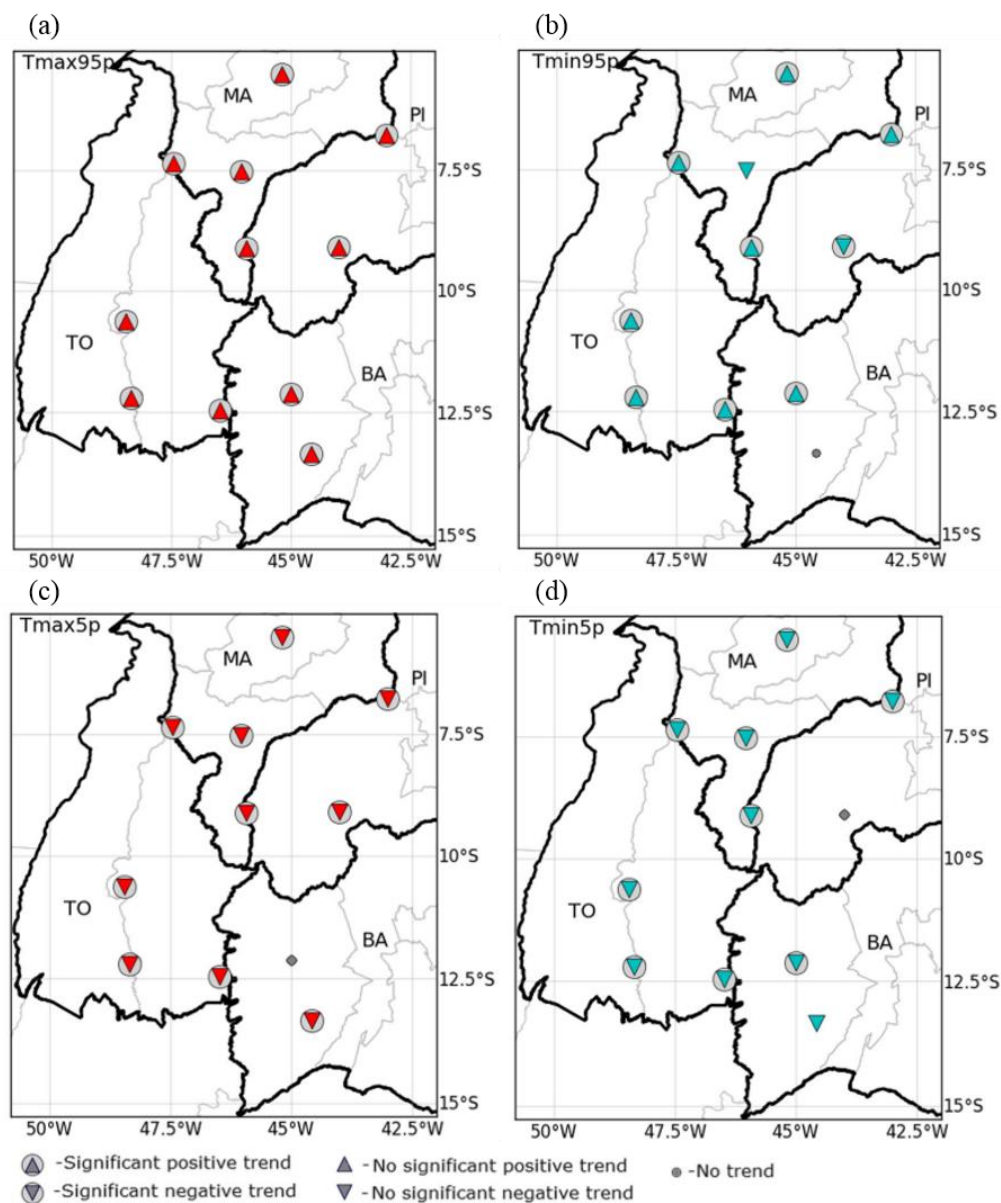 (a)
(b)
Tmax95p
Tmin95p
MA
MA
PI
PI
7.5°S
7.5°S
10°S
10°S
TO
TO
BA
BA
12.5°S
12.5°S
15°S
15°S
50°W 47.5°W 45°W 42.5°W
50°W 47.5°W 45°W 42.5°W
(c)
(d)
Tmax5p
Tmin5p
MA
MA
PI
PI
7.5°S
7.5°S
10°S
10°S
TO
TO
BA
BA
12.5°S
12.5°S
15°S
15°S
50°W 47.5°W 45°W 42.5°W
50°W 47.5°W 45°W 42.5°W
-Significant positive trend
-No significant positive trend
-No trend
-Significant negative trend
-No significant negative trend